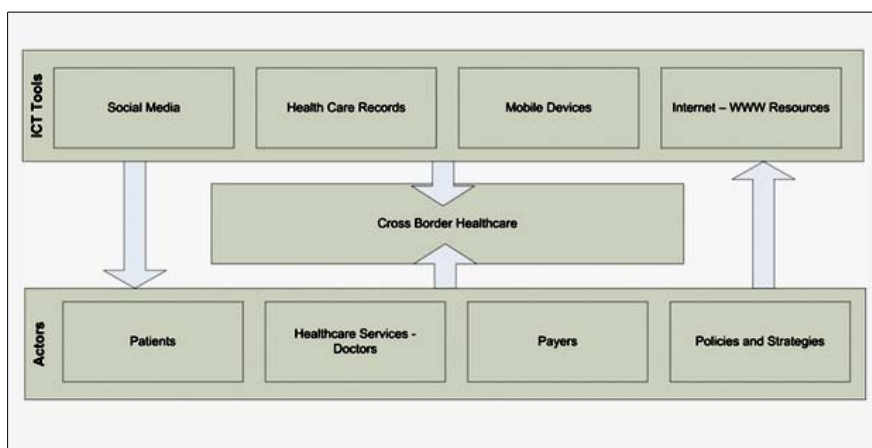 ICT Tools
Social Media
Health Care Records
Mobile Devices
Internet – WWW Resources
Cross Border Healthcare
Actors
Patients
Healthcare Services -
Doctors
Payers
Policies and Strategies